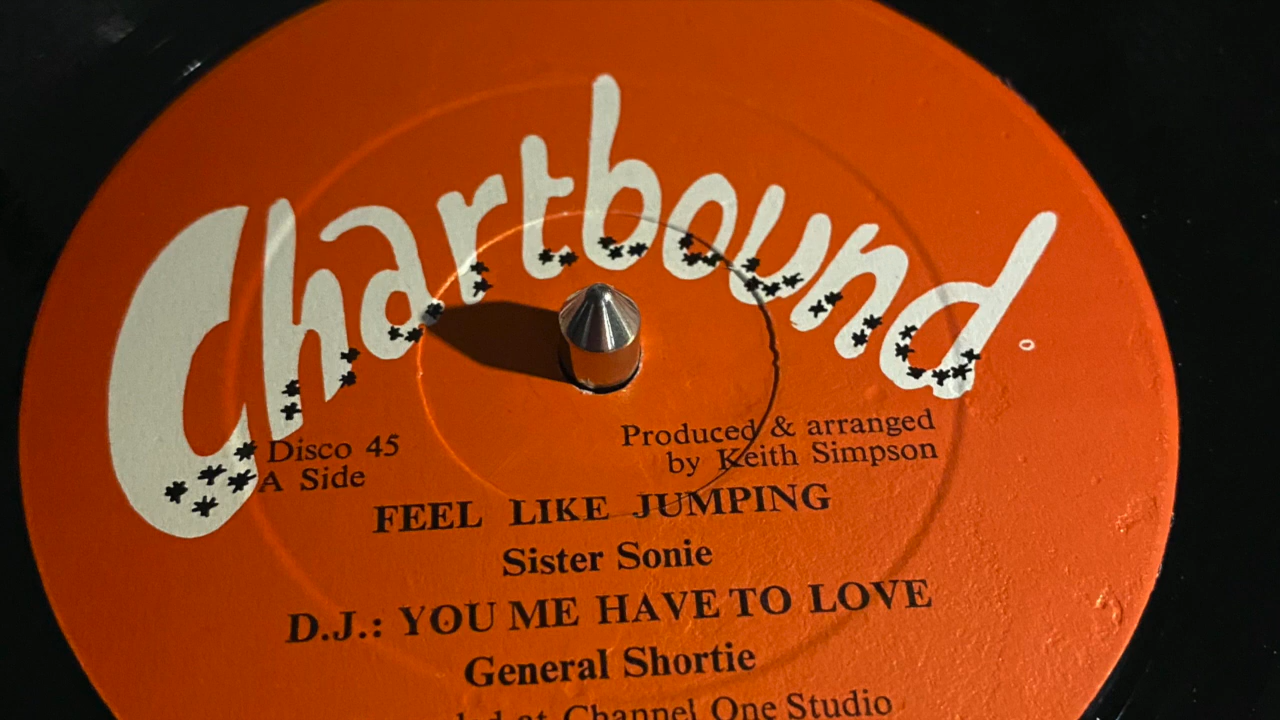 Chartbound
Disco 45
A Side
Produced & arranged
by Keith Simpson
FEEL LIKE JUMPING
Sister Sonie
D.J.: YOU ME HAVE TO LOVE
General Shortie
at Channel One Studio